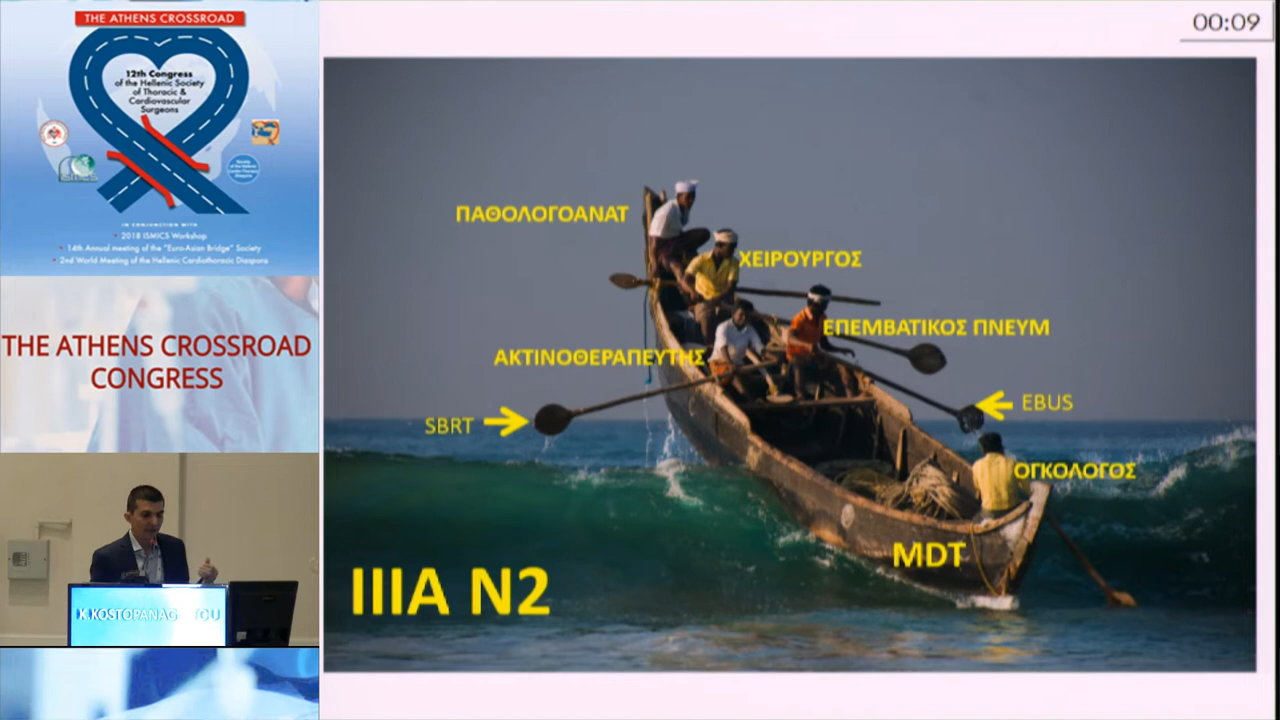 THE ATHENS CROSSROAD
12th Congress
of the Hellenic Society
of Thoracic &
Cardiovascular
Surgeons
IN CONJUNCTION WITH
• 2018 ISMICS Workshop
• 14th Annual meeting of the "Euro-Asian Bridge" Society
• 2nd World Meeting of the Hellenic Cardiothoracic Diaspora
THE ATHENS CROSSROAD
CONGRESS
K.KOSTOPANAG
00:09
ΠΑΘΟΛΟΓΟΑΝΑΤ
ΧΕΙΡΟΥΡΓΟΣ
ΕΠΕΜΒΑΤΙΚΟΣ ΠΝΕΥΜ
ΑΚΤΙΝΟΘΕΡΑΠΕΥΤΗΣ
SBRT
EBUS
ΟΓΚΟΛΟΓΟΣ
MDT
IIIA N2